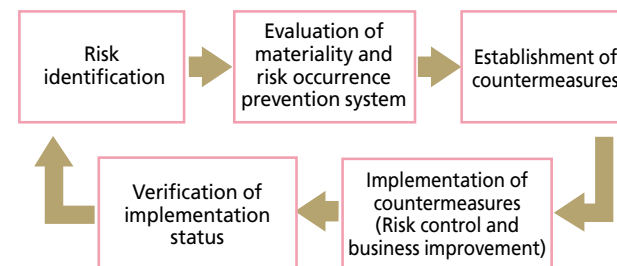 Risk
identification
Evaluation of
materiality and
risk occurrence
prevention system
Establishment of
countermeasures
Implementation of
countermeasures
(Risk control and
business improvement)
Verification of
implementation
status